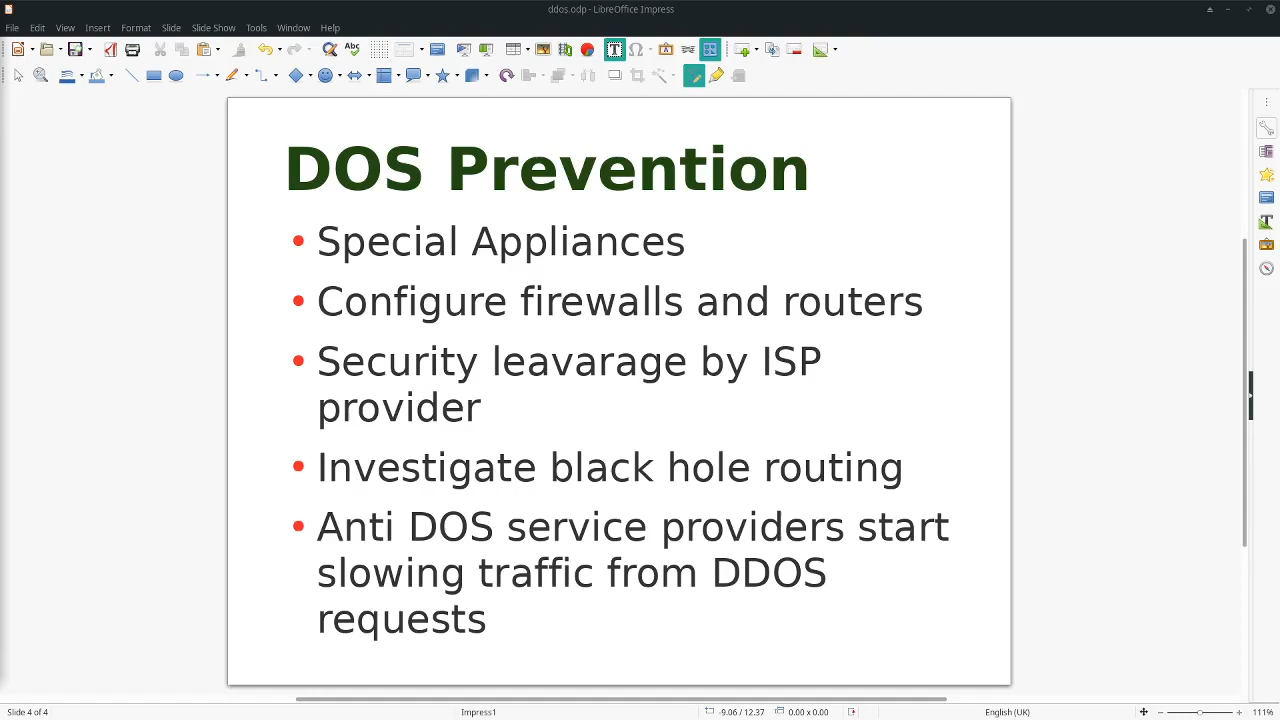 ddos.odp - LibreOffice Impress
File Edit View Insert Format Slide Slide Show Tools Window Help
DOS Prevention
• Special Appliances
• Configure firewalls and routers
• Security leavarage by ISP
provider
• Investigate black hole routing
• Anti DOS service providers start
slowing traffic from DDOS
requests
Slide 4 of 4 Impress1 -9.06 / 12.37 0.00 x 0.00 English (UK) 111%